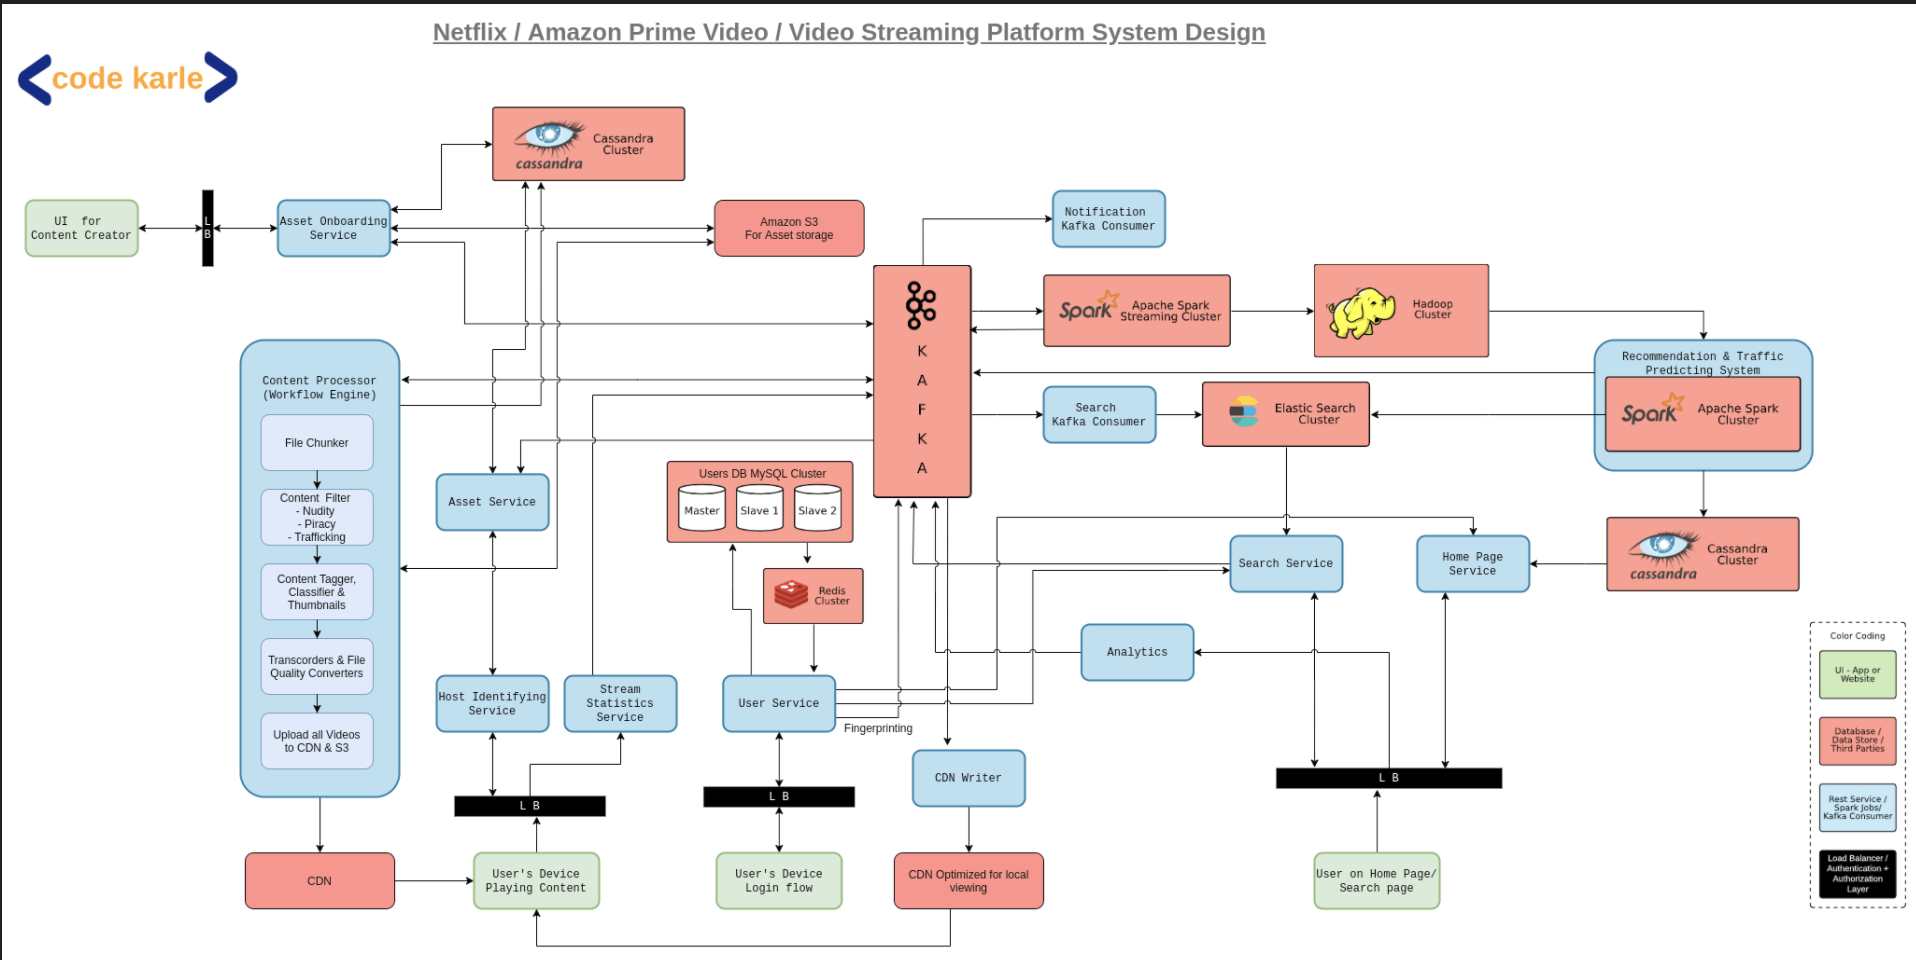 Netflix / Amazon Prime Video / Video Streaming Platform System Design
<code karle>
cassandra
Cassandra
Cluster
UI for
Content Creator
L
B
Asset Onboarding
Service
Amazon S3
For Asset storage
Notification
Kafka Consumer
K
A
F
K
A
Spark
Apache Spark
Streaming Cluster
Hadoop
Cluster
Recommendation & Traffic
Predicting System
Spark
Apache Spark
Cluster
Search
Kafka Consumer
Elastic Search
Cluster
Content Processor
(Workflow Engine)
File Chunker
Content Filter
- Nudity
- Piracy
- Trafficking
Content Tagger,
Classifier &
Thumbnails
Transcorders & File
Quality Converters
Upload all Videos
to CDN & S3
Asset Service
Users DB MySQL Cluster
Master
Slave 1
Slave 2
Redis
Cluster
Search Service
Home Page
Service
cassandra
Cassandra
Cluster
Analytics
Host Identifying
Service
Stream
Statistics
Service
User Service
Fingerprinting
CDN Writer
L B
L B
L B
CDN
User's Device
Playing Content
User's Device
Login flow
CDN Optimized for local
viewing
User on Home Page/
Search page
Color Coding
UI - App or
Website
Database /
Data Store /
Third Parties
Rest Service /
Spark Jobs/
Kafka Consumer
Load Balancer /
Authentication +
Authorization
Layer